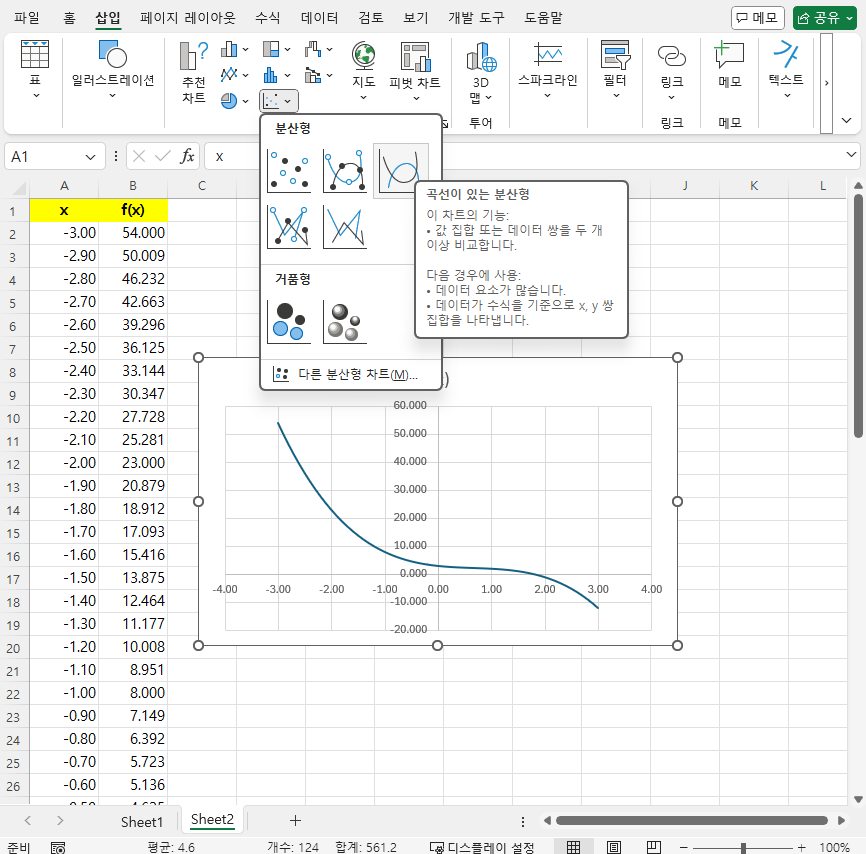 파일 홈 삽입 페이지 레이아웃 수식 데이터 검토 보기 개발 도구 도움말 메모 공유
표 일러스트레이션 추천 차트 지도 피벗 차트 3D 맵 스파크라인 필터 링크 메모 텍스트
투어 링크 메모
A1 fx x
분산형
곡선이 있는 분산형
이 차트의 기능:
• 값 집합 또는 데이터 쌍을 두 개
이상 비교합니다.
다음 경우에 사용:
• 데이터 요소가 많습니다.
• 데이터가 수식을 기준으로 x, y 쌍
집합을 나타냅니다.
거품형
다른 분산형 차트(M)...
A B C J K L
1 x f(x)
2 -3.00 54.000
3 -2.90 50.009
4 -2.80 46.232
5 -2.70 42.663
6 -2.60 39.296
7 -2.50 36.125
8 -2.40 33.144
9 -2.30 30.347
10 -2.20 27.728
11 -2.10 25.281
12 -2.00 23.000
13 -1.90 20.879
14 -1.80 18.912
15 -1.70 17.093
16 -1.60 15.416
17 -1.50 13.875
18 -1.40 12.464
19 -1.30 11.177
20 -1.20 10.008
21 -1.10 8.951
22 -1.00 8.000
23 -0.90 7.149
24 -0.80 6.392
25 -0.70 5.723
26 -0.60 5.136
60.000
50.000
40.000
30.000
20.000
10.000
0.000
-4.00 -3.00 -2.00 -1.00 0.00 1.00 2.00 3.00 4.00
-10.000
-20.000
Sheet1 Sheet2
준비 평균: 4.6 개수: 124 합계: 561.2 디스플레이 설정 100%